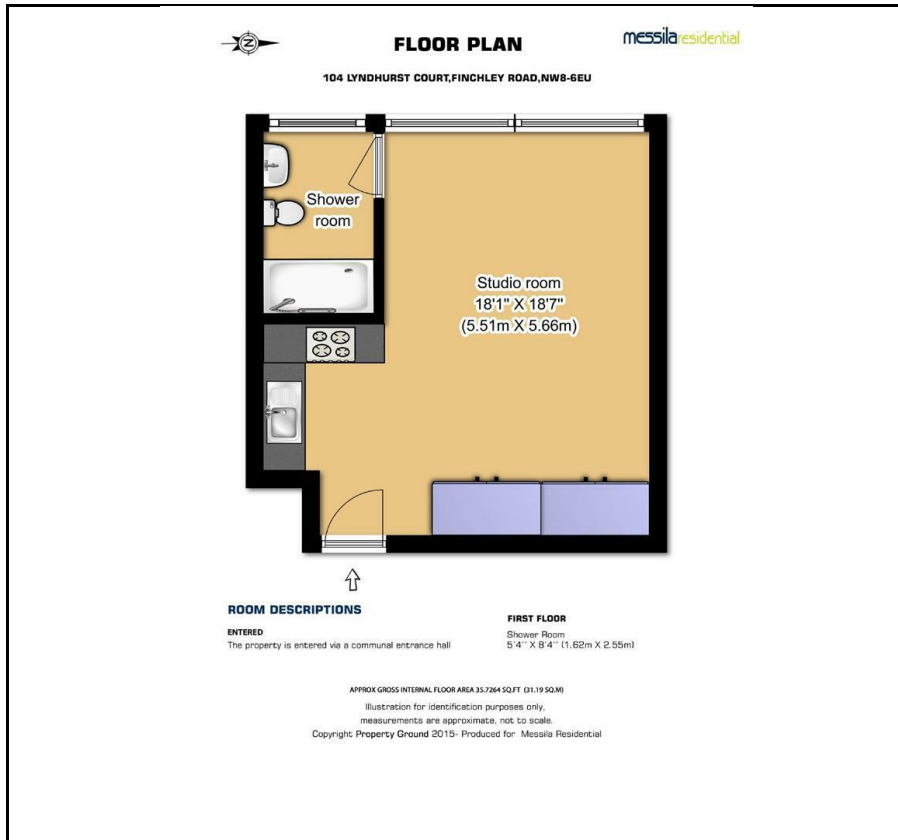 N
FLOOR PLAN
messilaresidential
104 LYNDHURST COURT,FINCHLEY ROAD,NW8-6EU
Shower
room
Studio room
18'1" X 18'7"
(5.51m X 5.66m)
ROOM DESCRIPTIONS
ENTERED
The property is entered via a communal entrance hall
FIRST FLOOR
Shower Room
5'4'' X 8'4'' (1.62m X 2.55m)
APPROX GROSS INTERNAL FLOOR AREA 35.7264 SQ.FT (31.19 SQ.M)
Illustration for identification purposes only,
measurements are approximate, not to scale.
Copyright Property Ground 2015- Produced for Messila Residential